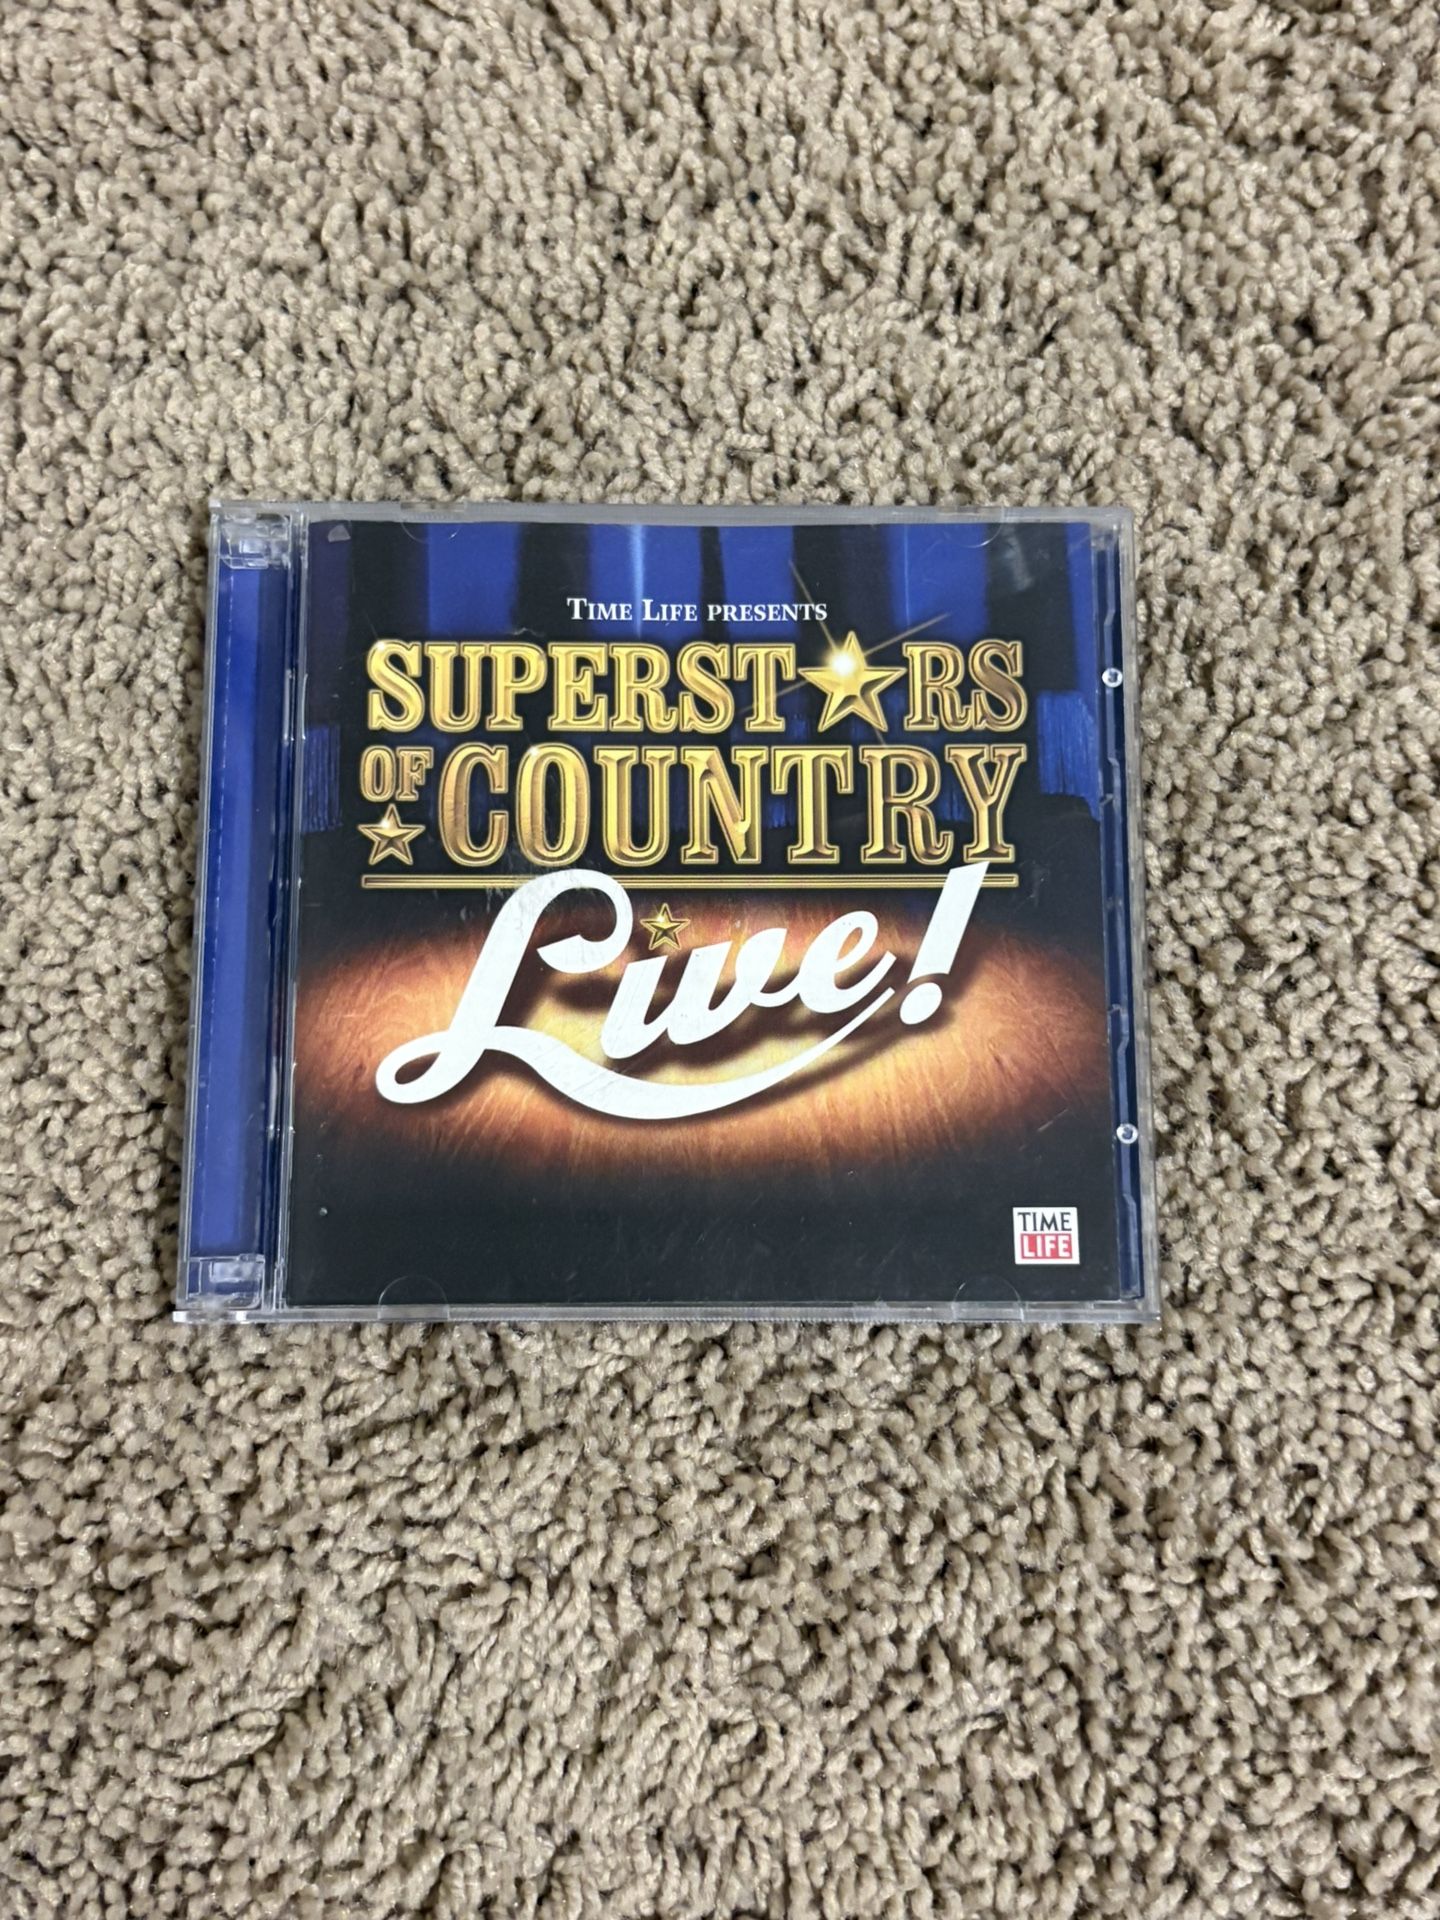 TIME LIFE PRESENTS
SUPERSTARS
OF COUNTRY
Live!
TIME
LIFE